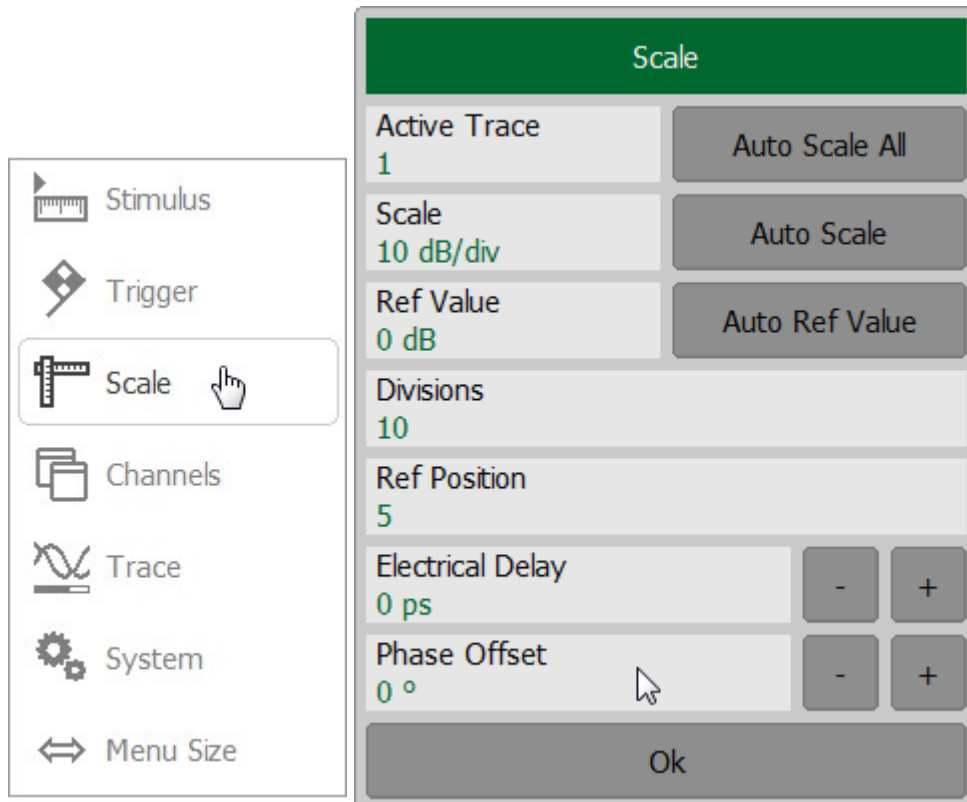 Stimulus
Trigger
Scale
Channels
Trace
System
Menu Size
Scale
Active Trace
1
Auto Scale All
Scale
10 dB/div
Auto Scale
Ref Value
0 dB
Auto Ref Value
Divisions
10
Ref Position
5
Electrical Delay
0 ps
- +
Phase Offset
0 °
- +
Ok